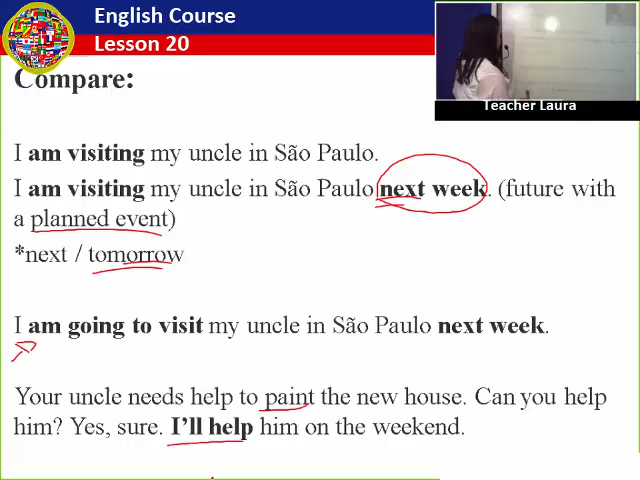 English Course
Lesson 20
Teacher Laura
Compare:
I am visiting my uncle in São Paulo.
I am visiting my uncle in São Paulo next week. (future with
a planned event)
*next / tomorrow
I am going to visit my uncle in São Paulo next week.
Your uncle needs help to paint the new house. Can you help
him? Yes, sure. I'll help him on the weekend.